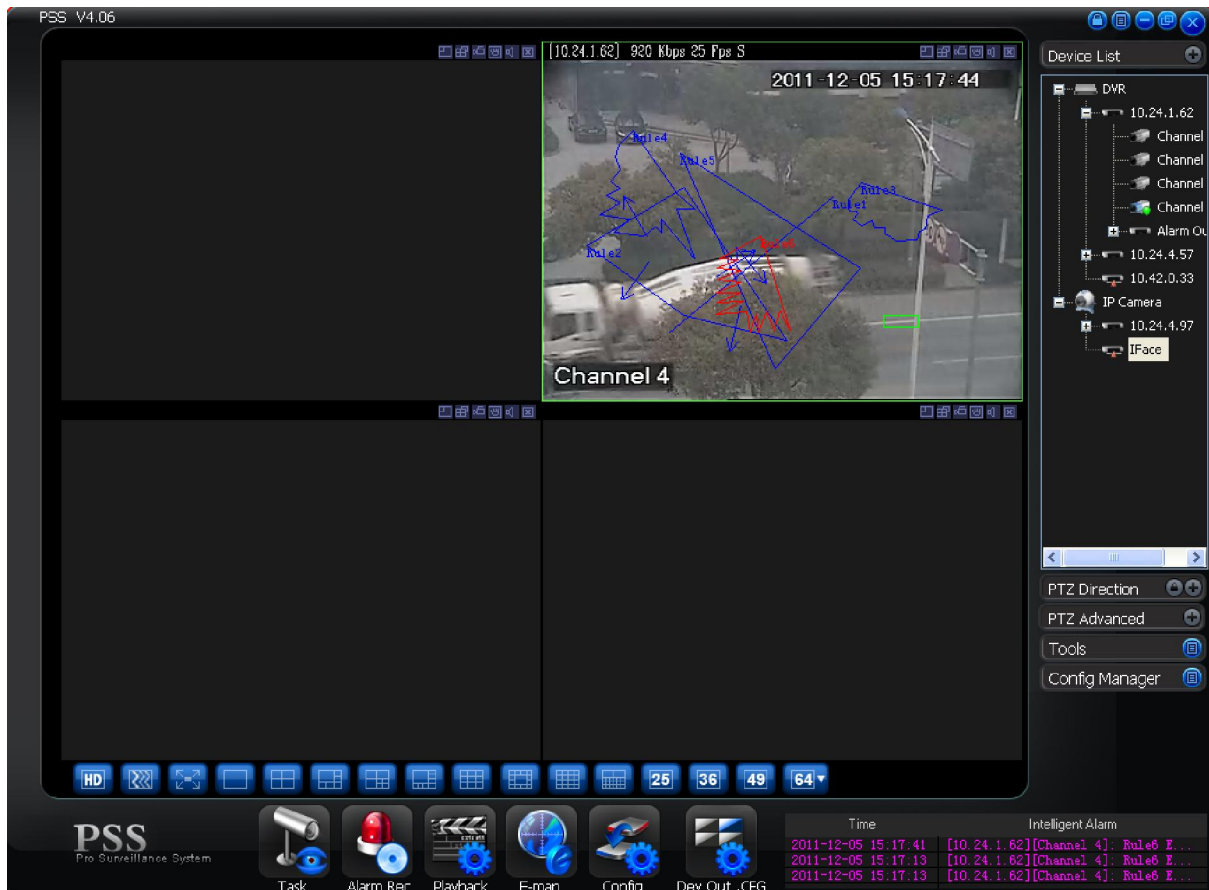 PSS V4.06
[10.24.1.62] 920 Kbps 25 Fps S
2011-12-05 15:17:44
Rule4
Rule5
Rule3
Rule1
Rule2
Rule6
Channel 4
Device List
DVR
10.24.1.62
Channel
Channel
Channel
Channel
Alarm Ou
10.24.4.57
10.42.0.33
IP Camera
10.24.4.97
IFace
PTZ Direction
PTZ Advanced
Tools
Config Manager
HD 25 36 49 64
PSS
Pro Surveillance System
Task Alarm Rec Playback E-map Config Dev Out .CFG
Time Intelligent Alarm
2011-12-05 15:17:41 [10.24.1.62][Channel 4]: Rule6 E...
2011-12-05 15:17:13 [10.24.1.62][Channel 4]: Rule6 E...
2011-12-05 15:17:13 [10.24.1.62][Channel 4]: Rule6 E...